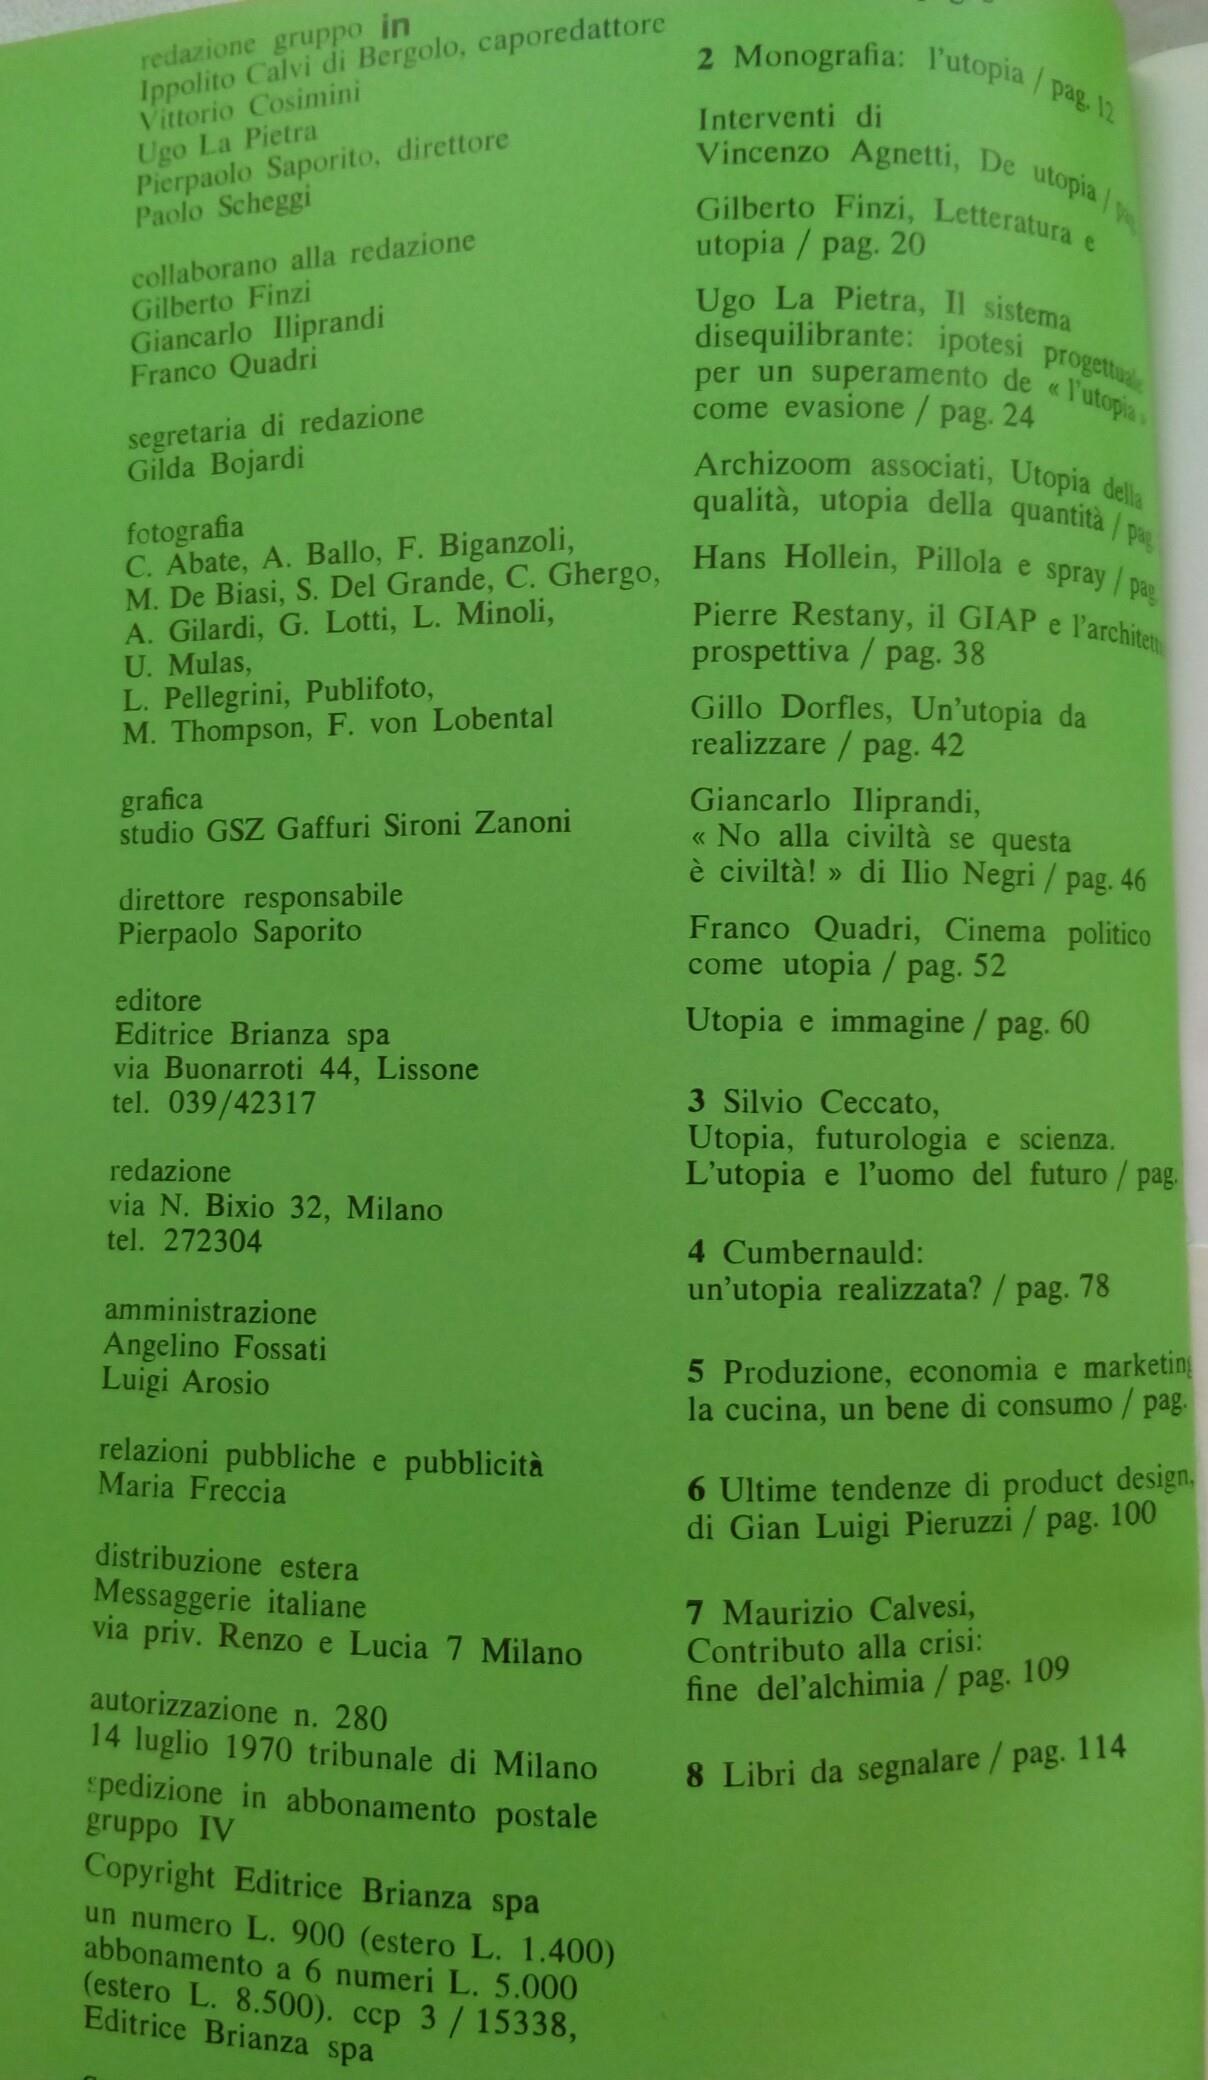 redazione gruppo in
Ippolito Calvi di Bergolo, caporedattore
Vittorio Cosimini
Ugo La Pietra
Pierpaolo Saporito, direttore
Paolo Scheggi
collaborano alla redazione
Gilberto Finzi
Giancarlo Iliprandi
Franco Quadri
segretaria di redazione
Gilda Bojardi
fotografia
C. Abate, A. Ballo, F. Biganzoli,
M. De Biasi, S. Del Grande, C. Ghergo,
A. Gilardi, G. Lotti, L. Minoli,
U. Mulas,
L. Pellegrini, Publifoto,
M. Thompson, F. von Lobental
grafica
studio GSZ Gaffuri Sironi Zanoni
direttore responsabile
Pierpaolo Saporito
editore
Editrice Brianza spa
via Buonarroti 44, Lissone
tel. 039/42317
redazione
via N. Bixio 32, Milano
tel. 272304
amministrazione
Angelino Fossati
Luigi Arosio
relazioni pubbliche e pubblicità
Maria Freccia
distribuzione estera
Messaggerie italiane
via priv. Renzo e Lucia 7 Milano
autorizzazione n. 280
14 luglio 1970 tribunale di Milano
spedizione in abbonamento postale
gruppo IV
Copyright Editrice Brianza spa
un numero L. 900 (estero L. 1.400)
abbonamento a 6 numeri L. 5.000
(estero L. 8.500). ccp 3 / 15338,
Editrice Brianza spa
2 Monografia: l'utopia / pag. 12
Interventi di
Vincenzo Agnetti, De utopia /
Gilberto Finzi, Letteratura e
utopia / pag. 20
Ugo La Pietra, Il sistema
disequilibrante: ipotesi progettuale
per un superamento de « l'utopia »
come evasione / pag. 24
Archizoom associati, Utopia della
qualità, utopia della quantità / pag.
Hans Hollein, Pillola e spray / pag.
Pierre Restany, il GIAP e l'architett
prospettiva / pag. 38
Gillo Dorfles, Un'utopia da
realizzare / pag. 42
Giancarlo Iliprandi,
« No alla civiltà se questa
è civiltà! » di Ilio Negri / pag. 46
Franco Quadri, Cinema politico
come utopia / pag. 52
Utopia e immagine / pag. 60
3 Silvio Ceccato,
Utopia, futurologia e scienza.
L'utopia e l'uomo del futuro / pag.
4 Cumbernauld:
un'utopia realizzata? / pag. 78
5 Produzione, economia e marketing
la cucina, un bene di consumo / pag.
6 Ultime tendenze di product design,
di Gian Luigi Pieruzzi / pag. 100
7 Maurizio Calvesi,
Contributo alla crisi:
fine del'alchimia / pag. 109
8 Libri da segnalare / pag. 114